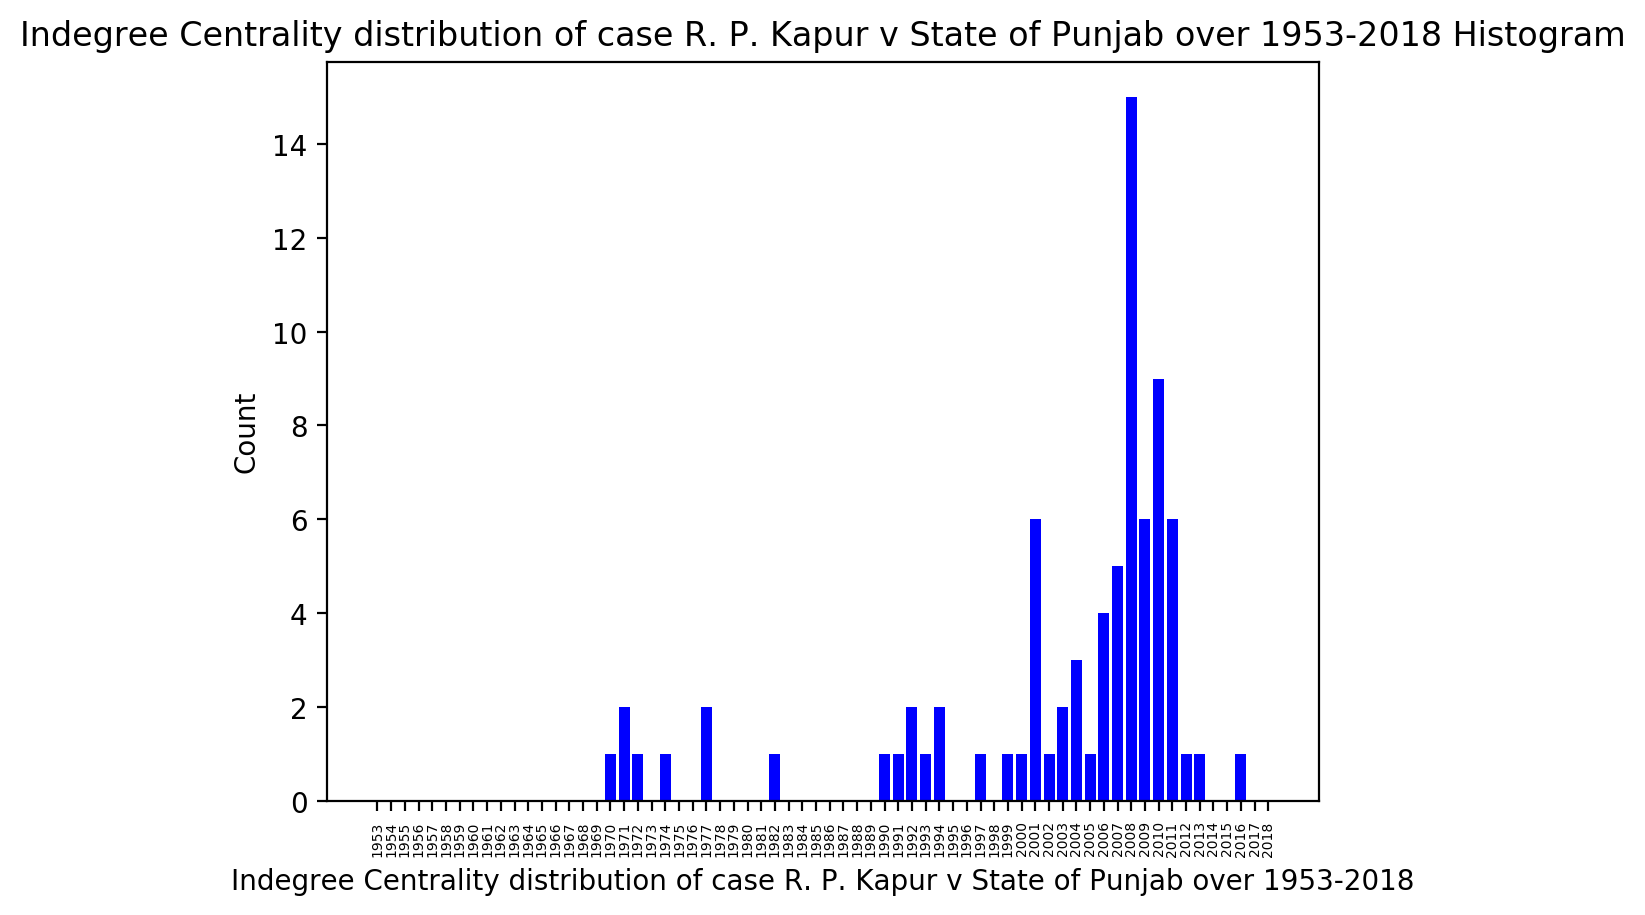 Indegree Centrality distribution of case R. P. Kapur v State of Punjab over 1953-2018 Histogram
14
12
10
8
6
4
2
0
Count
1953 1954 1955 1956 1957 1958 1959 1960 1961 1962 1963 1964 1965 1966 1967 1968 1969 1970 1971 1972 1973 1974 1975 1976 1977 1978 1979 1980 1981 1982 1983 1984 1985 1986 1987 1988 1989 1990 1991 1992 1993 1994 1995 1996 1997 1998 1999 2000 2001 2002 2003 2004 2005 2006 2007 2008 2009 2010 2011 2012 2013 2014 2015 2016 2017 2018
Indegree Centrality distribution of case R. P. Kapur v State of Punjab over 1953-2018